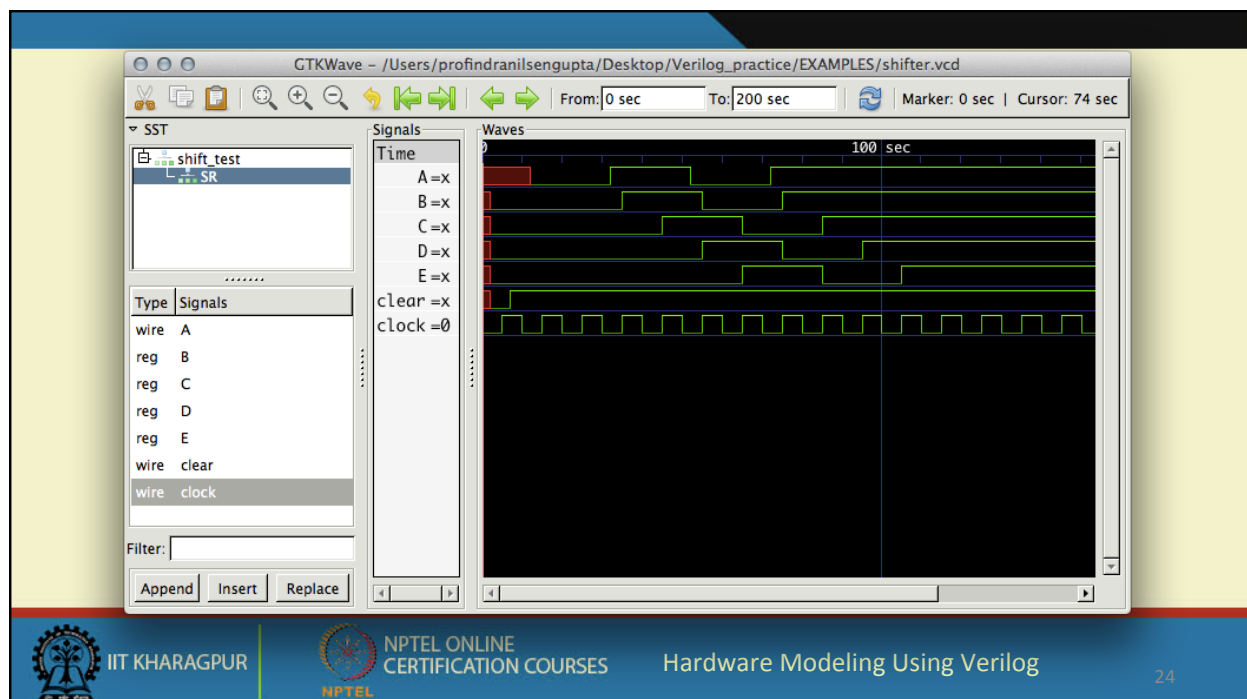 GTKWave – /Users/profindranilsengupta/Desktop/Verilog_practice/EXAMPLES/shifter.vcd
From: 0 sec To: 200 sec Marker: 0 sec | Cursor: 74 sec
SST
shift_test
SR
Signals
Time
A =x
B =x
C =x
D =x
E =x
clear =x
clock =0
Waves
0 100 sec
Type Signals
wire A
reg B
reg C
reg D
reg E
wire clear
wire clock
Filter:
Append Insert Replace
IIT KHARAGPUR
NPTEL
NPTEL ONLINE
CERTIFICATION COURSES
Hardware Modeling Using Verilog
24